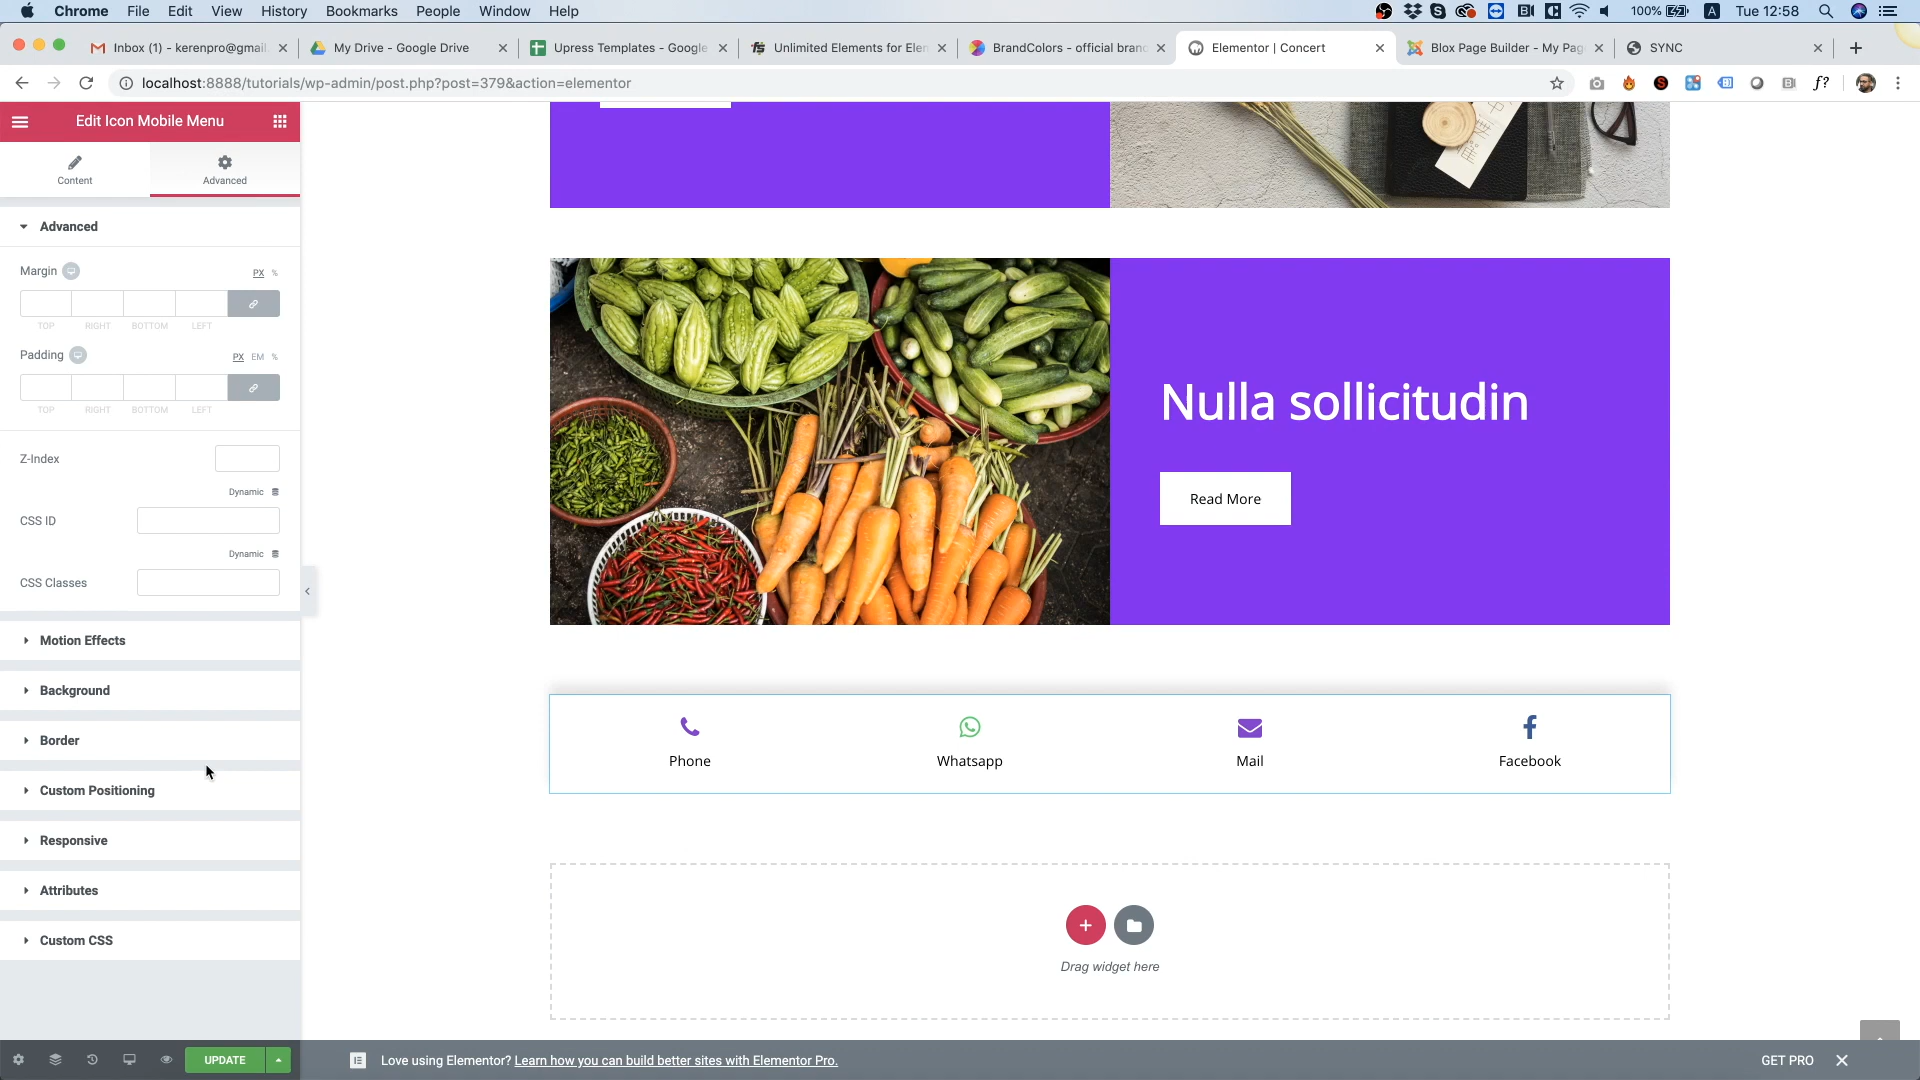 Chrome File Edit View History Bookmarks People Window Help
100% A Tue 12:58
Inbox (1) - kerenpro@gmail.
My Drive - Google Drive
Upress Templates - Google
Unlimited Elements for Elem
BrandColors - official brand
Elementor | Concert
Blox Page Builder - My Pag
SYNC
localhost:8888/tutorials/wp-admin/post.php?post=379&action=elementor
f?
Edit Icon Mobile Menu
Content
Advanced
Advanced
Margin
PX %
TOP RIGHT BOTTOM LEFT
Padding
PX EM %
TOP RIGHT BOTTOM LEFT
Z-Index
Dynamic
CSS ID
Dynamic
CSS Classes
Motion Effects
Background
Border
Custom Positioning
Responsive
Attributes
Custom CSS
UPDATE
Nulla sollicitudin
Read More
Phone
Whatsapp
Mail
Facebook
Drag widget here
Love using Elementor? Learn how you can build better sites with Elementor Pro.
GET PRO